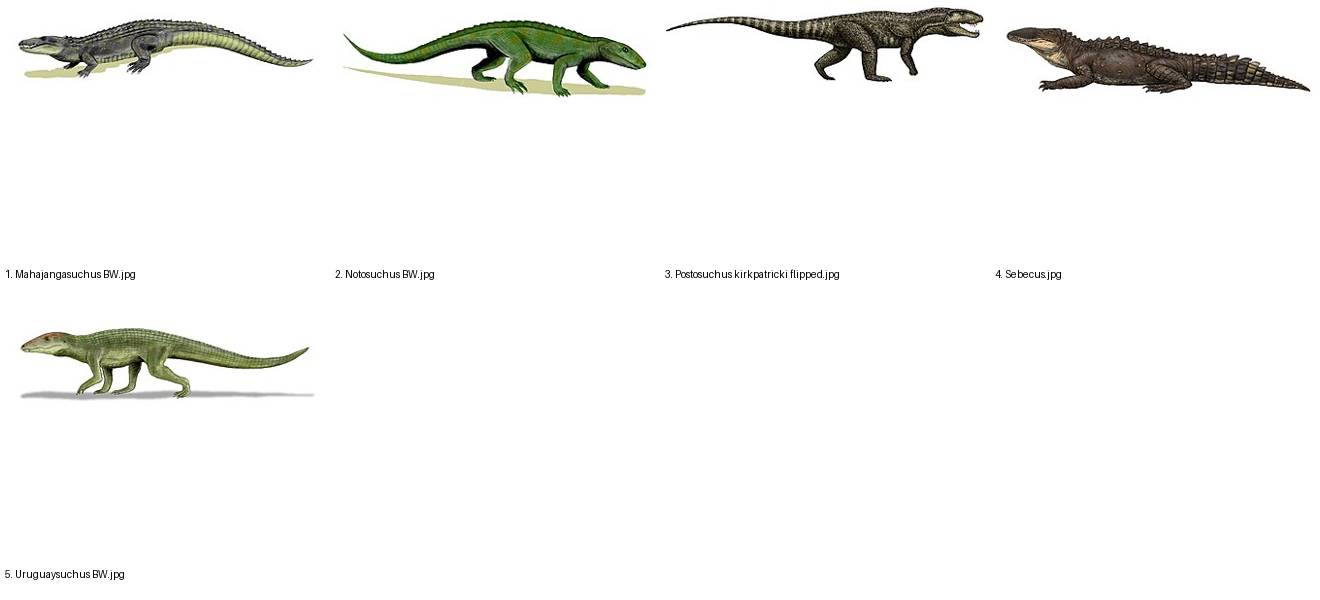 1. Mahajangasuchus BW.jpg
2. Notosuchus BW.jpg
3. Postosuchus kirkpatricki flipped.jpg
4. Sebecus.jpg
5. Uruguaysuchus BW.jpg